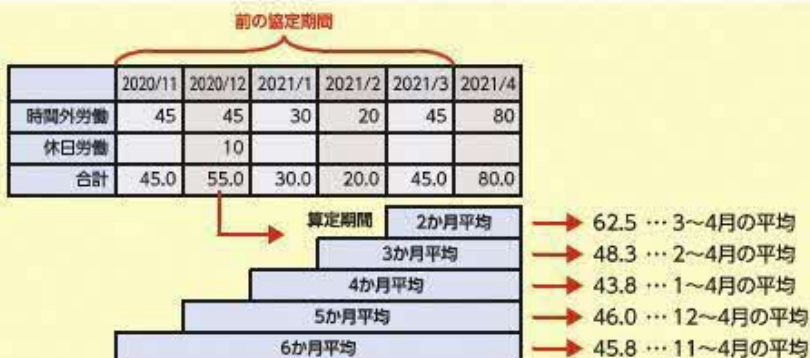 前の協定期間
2020/11 2020/12 2021/1 2021/2 2021/3 2021/4
時間外労働 45 45 30 20 45 80
休日労働 10
合計 45.0 55.0 30.0 20.0 45.0 80.0
算定期間 2か月平均 62.5 … 3〜4月の平均
3か月平均 48.3 … 2〜4月の平均
4か月平均 43.8 … 1〜4月の平均
5か月平均 46.0 … 12〜4月の平均
6か月平均 45.8 … 11〜4月の平均